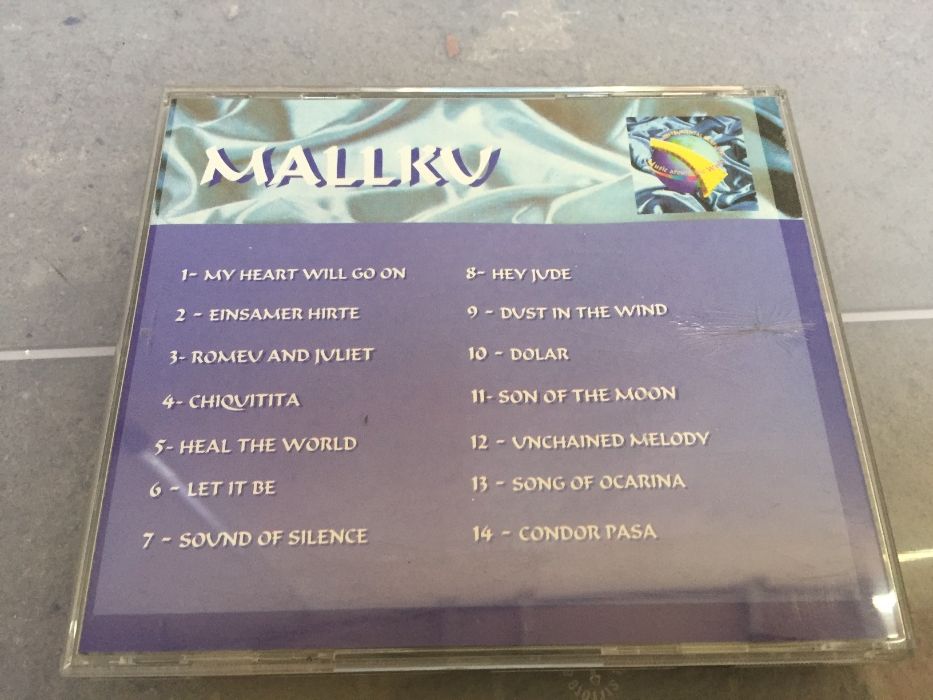 MALLKU
Music
1- MY HEART WILL GO ON
2 - EINSAMER HIRTE
3- ROMEU AND JULIET
4- CHIQUITITA
5- HEAL THE WORLD
6 - LET IT BE
7 - SOUND OF SILENCE
8- HEY JUDE
9 - DUST IN THE WIND
10 - DOLAR
11- SON OF THE MOON
12 - UNCHAINED MELODY
13 - SONG OF OCARINA
14 - CONDOR PASA